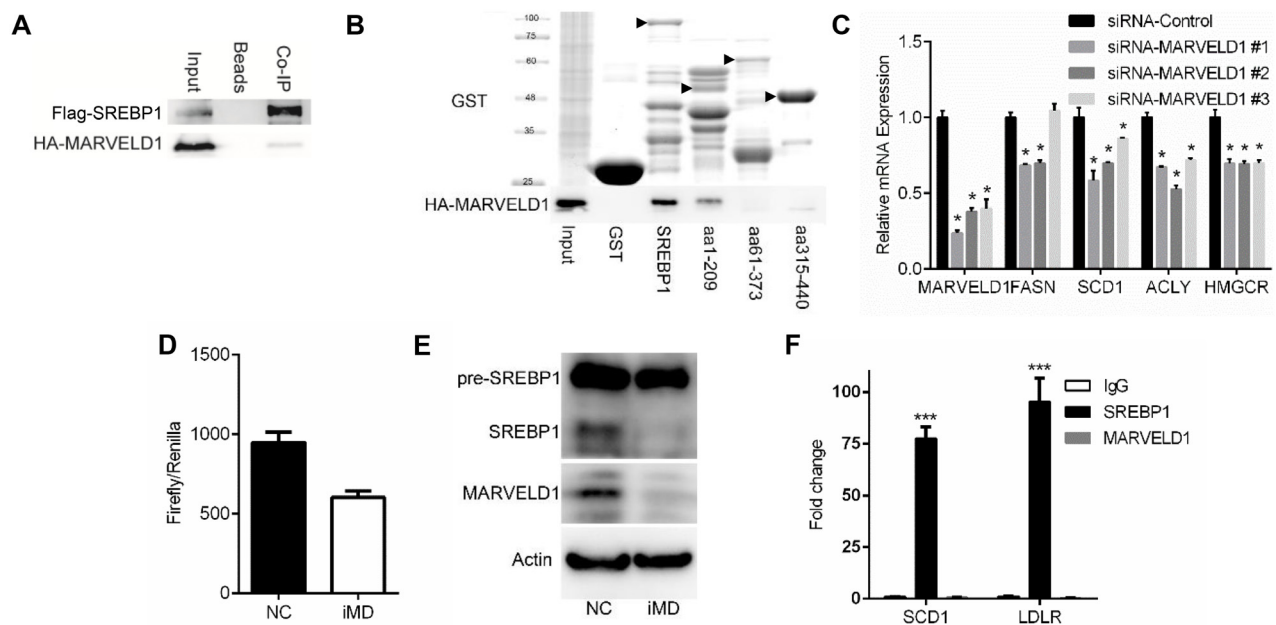 A
Input
Beads
Co-IP
Flag-SREBP1
HA-MARVELD1
B
100
75
60
48
35
25
GST
HA-MARVELD1
Input
GST
SREBP1
aa1-209
aa61-373
aa315-440
C
siRNA-Control
siRNA-MARVELD1 #1
siRNA-MARVELD1 #2
siRNA-MARVELD1 #3
Relative mRNA Expression
1.5
1.0
0.5
0.0
* * *
* *
* * *
* * *
* * *
MARVELD1 FASN SCD1 ACLY HMGCR
D
Firefly/Renilla
1500
1000
500
0
NC iMD
E
pre-SREBP1
SREBP1
MARVELD1
Actin
NC iMD
F
Fold change
100
75
50
25
0
***
***
IgG
SREBP1
MARVELD1
SCD1 LDLR